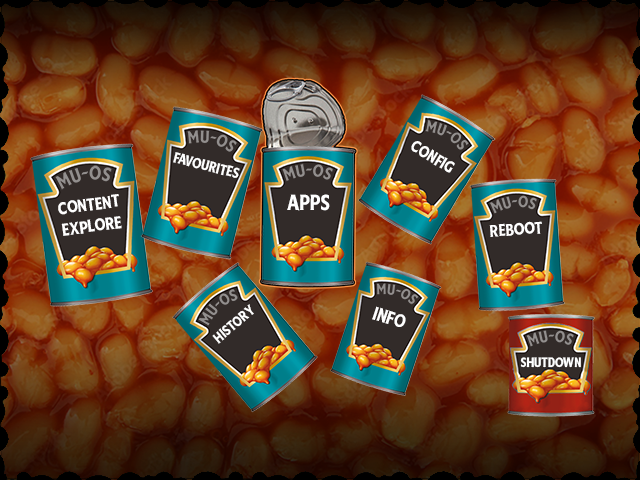 MU-OS
CONTENT
EXPLORE
MU-OS
FAVOURITES
MU-OS
APPS
MU-OS
CONFIG
MU-OS
REBOOT
MU-OS
HISTORY
MU-OS
INFO
MU-OS
SHUTDOWN